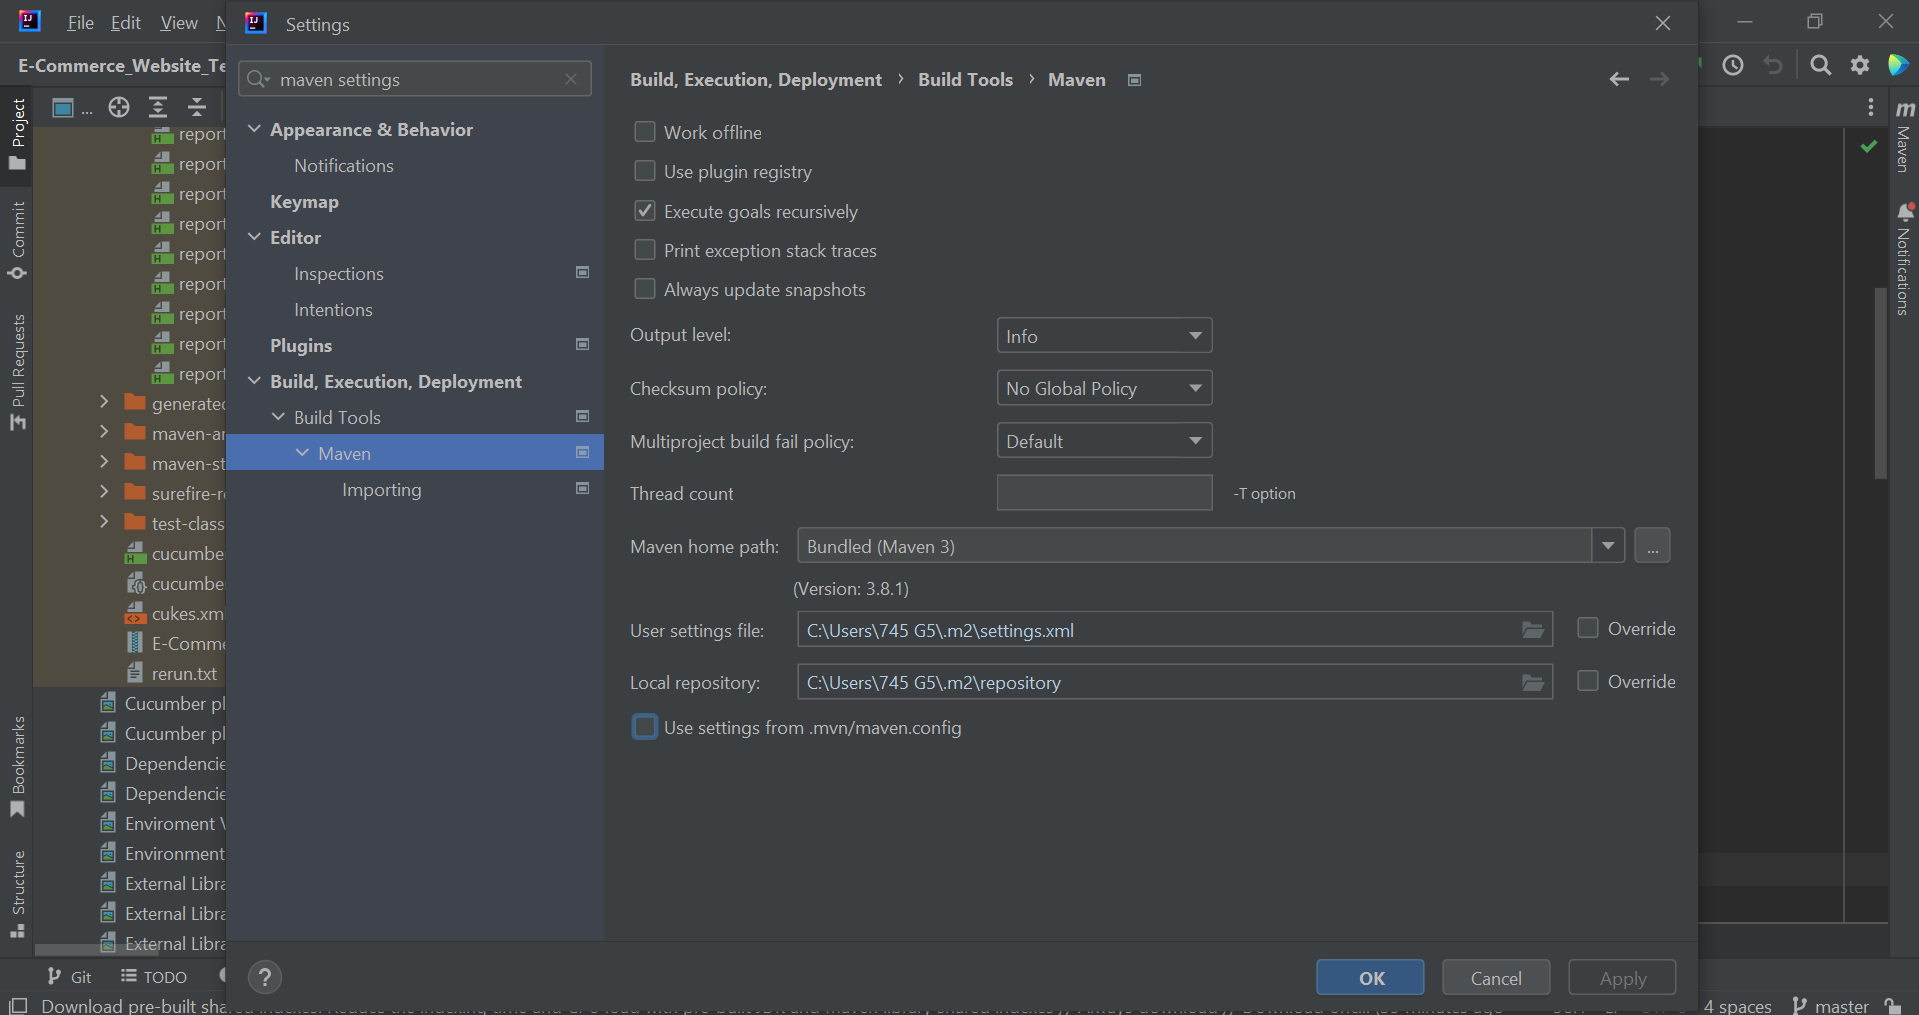 File Edit View
E-Commerce_Website_Te
Project
Commit
Pull Requests
Bookmarks
Structure
...
report
report
report
report
report
report
report
report
report
generated
maven-ar
maven-st
surefire-re
test-class
cucumber
cucumber
cukes.xml
E-Comme
rerun.txt
Cucumber pl
Cucumber pl
Dependencie
Dependencie
Enviroment V
Environment
External Libra
External Libra
External Libra
Git
TODO
Settings
maven settings
Appearance & Behavior
Notifications
Keymap
Editor
Inspections
Intentions
Plugins
Build, Execution, Deployment
Build Tools
Maven
Importing
Build, Execution, Deployment › Build Tools › Maven
Work offline
Use plugin registry
Execute goals recursively
Print exception stack traces
Always update snapshots
Output level: Info
Checksum policy: No Global Policy
Multiproject build fail policy: Default
Thread count -T option
Maven home path: Bundled (Maven 3) ...
(Version: 3.8.1)
User settings file: C:\Users\745 G5\.m2\settings.xml Override
Local repository: C:\Users\745 G5\.m2\repository Override
Use settings from .mvn/maven.config
?
OK Cancel Apply
m Maven
Notifications
Download pre-built
4 spaces master